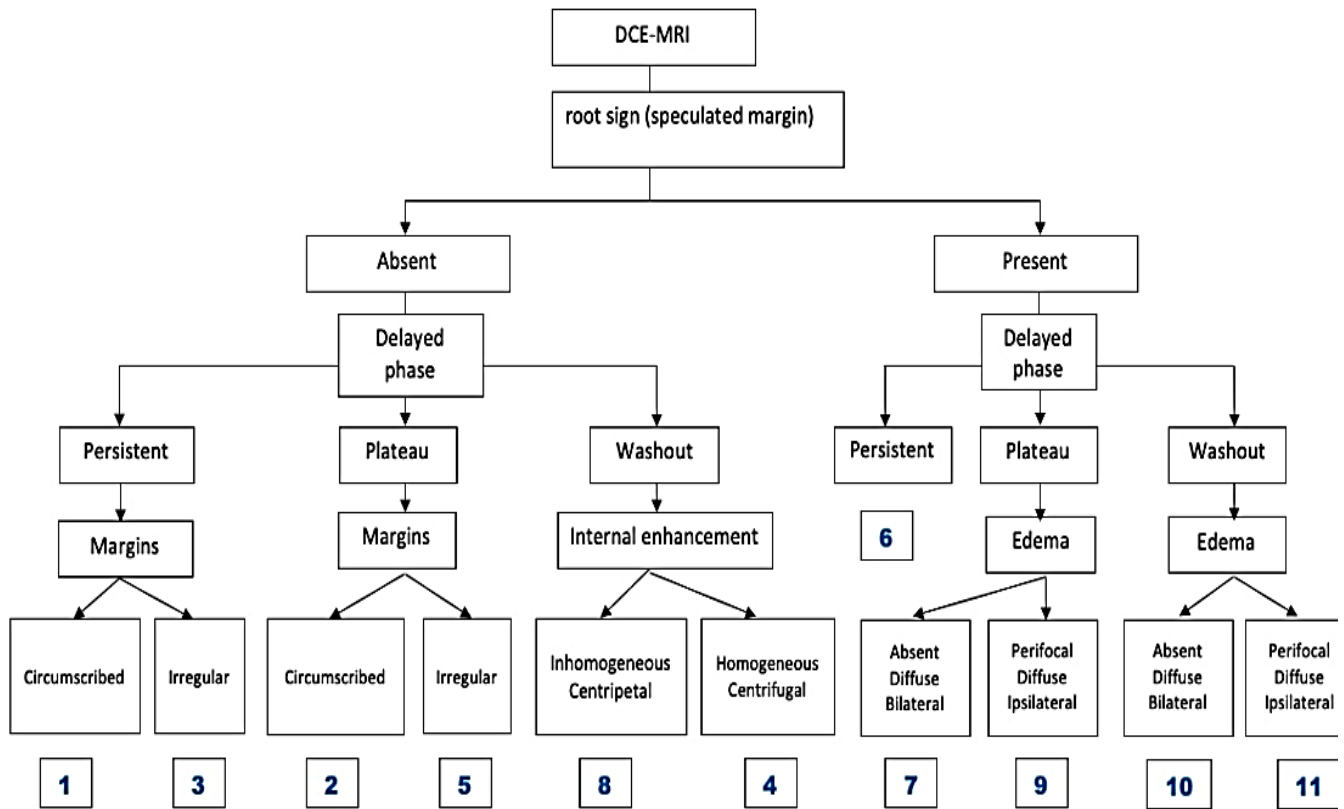 DCE-MRI
root sign (speculated margin)
Absent
Present
Delayed
phase
Delayed
phase
Persistent
Plateau
Washout
Persistent
Plateau
Washout
Margins
Margins
Internal enhancement
6
Edema
Edema
Circumscribed
Irregular
Circumscribed
Irregular
Inhomogeneous
Centripetal
Homogeneous
Centrifugal
Absent
Diffuse
Bilateral
Perifocal
Diffuse
Ipsilateral
Absent
Diffuse
Bilateral
Perifocal
Diffuse
Ipsilateral
1
3
2
5
8
4
7
9
10
11